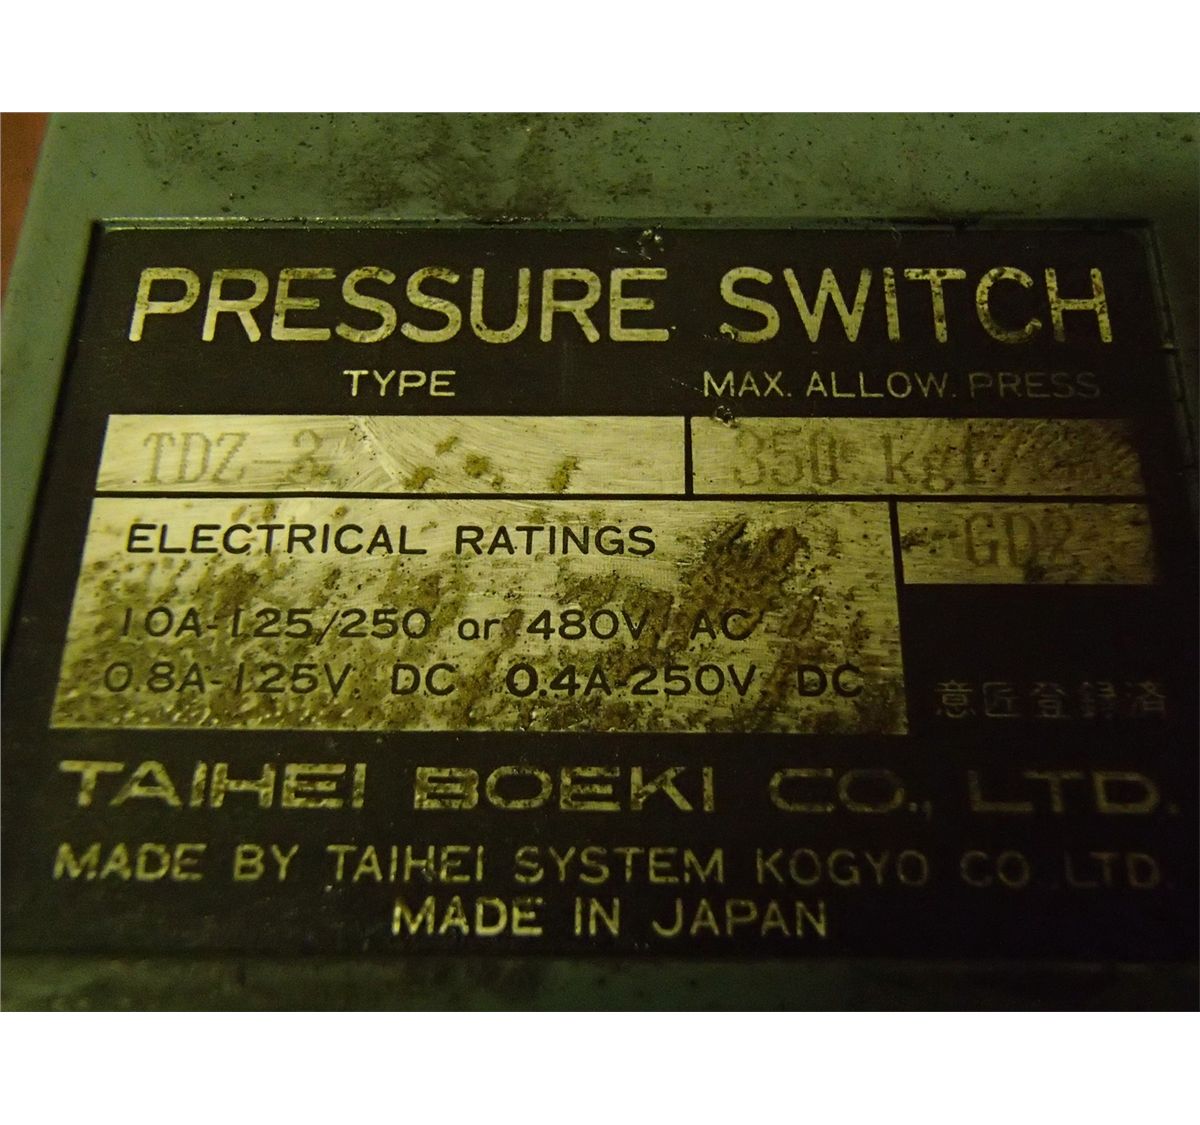 PRESSURE SWITCH
TYPE MAX. ALLOW. PRESS
TDZ-2 350 kgf/
ELECTRICAL RATINGS GD2
10A-125/250 or 480V AC
0.8A-125V DC 0.4A-250V DC
意匠登録済
TAIHEI BOEKI CO., LTD.
MADE BY TAIHEI SYSTEM KOGYO CO.,LTD.
MADE IN JAPAN